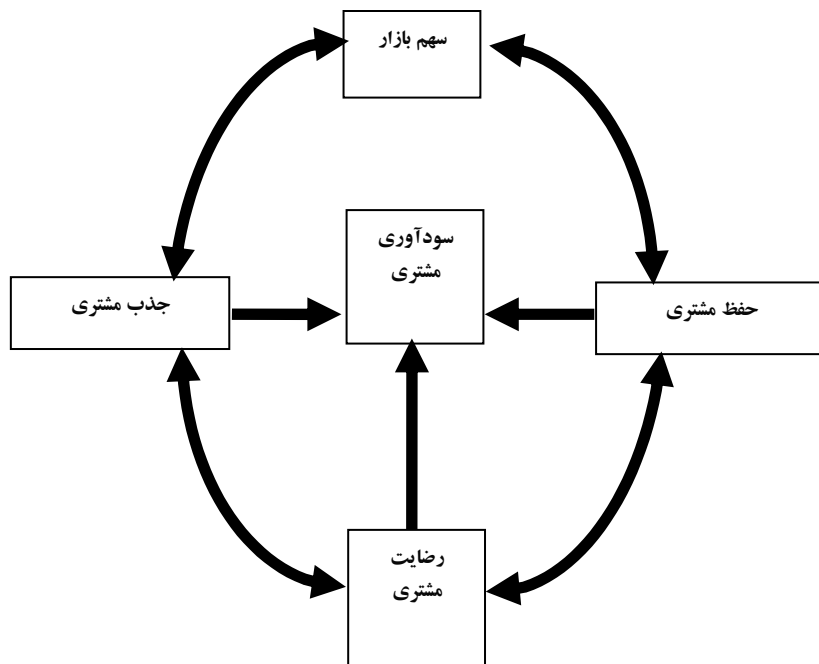 سهم بازار
سودآوری
مشتری
حفظ مشتری
جذب مشتری
رضایت
مشتری